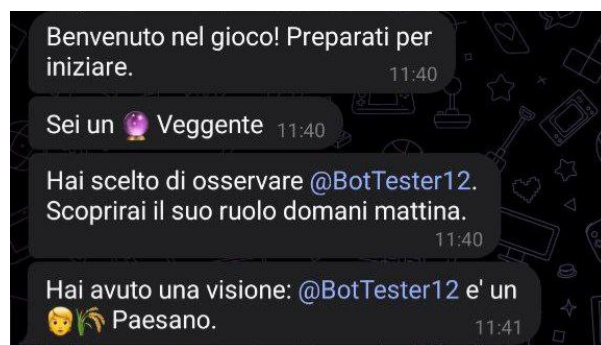 Benvenuto nel gioco! Preparati per
iniziare.
11:40
Sei un 🔮 Veggente 11:40
Hai scelto di osservare @BotTester12.
Scoprirai il suo ruolo domani mattina.
11:40
Hai avuto una visione: @BotTester12 e' un
👨‍🌾 Paesano.
11:41